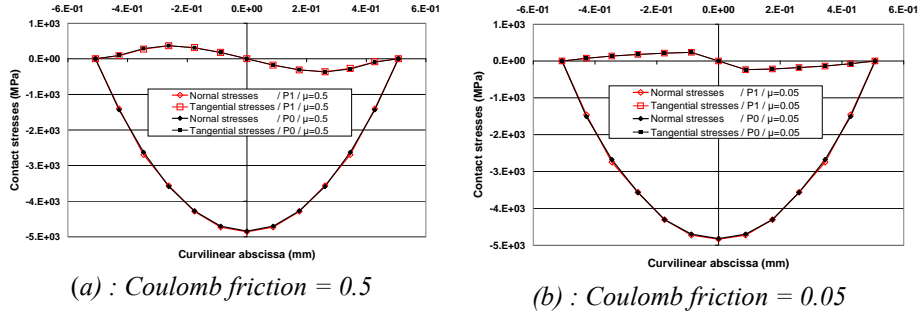 -6.E-01 -4.E-01 -2.E-01 0.E+00 2.E-01 4.E-01 6.E-01
1.E+03
0.E+00
-1.E+03
-2.E+03
-3.E+03
-4.E+03
-5.E+03
Contact stresses (MPa)
Nornal stresses / P1 / μ=0.5
Tangential stresses / P1 / μ=0.5
Nornal stresses / P0 / μ=0.5
Tangential stresses / P0 / μ=0.5
Curvilinear abscissa (mm)
(a) : Coulomb friction = 0.5
-6.E-01 -4.E-01 -2.E-01 0.E+00 2.E-01 4.E-01 6.E-01
1.E+03
0.E+00
-1.E+03
-2.E+03
-3.E+03
-4.E+03
-5.E+03
Contact stresses (MPa)
Nornal stresses / P1 / μ=0.05
Tangential stresses / P1 / μ=0.05
Nornal stresses / P0 / μ=0.05
Tangential stresses / P0 / μ=0.05
Curvilinear abscissa (mm)
(b) : Coulomb friction = 0.05